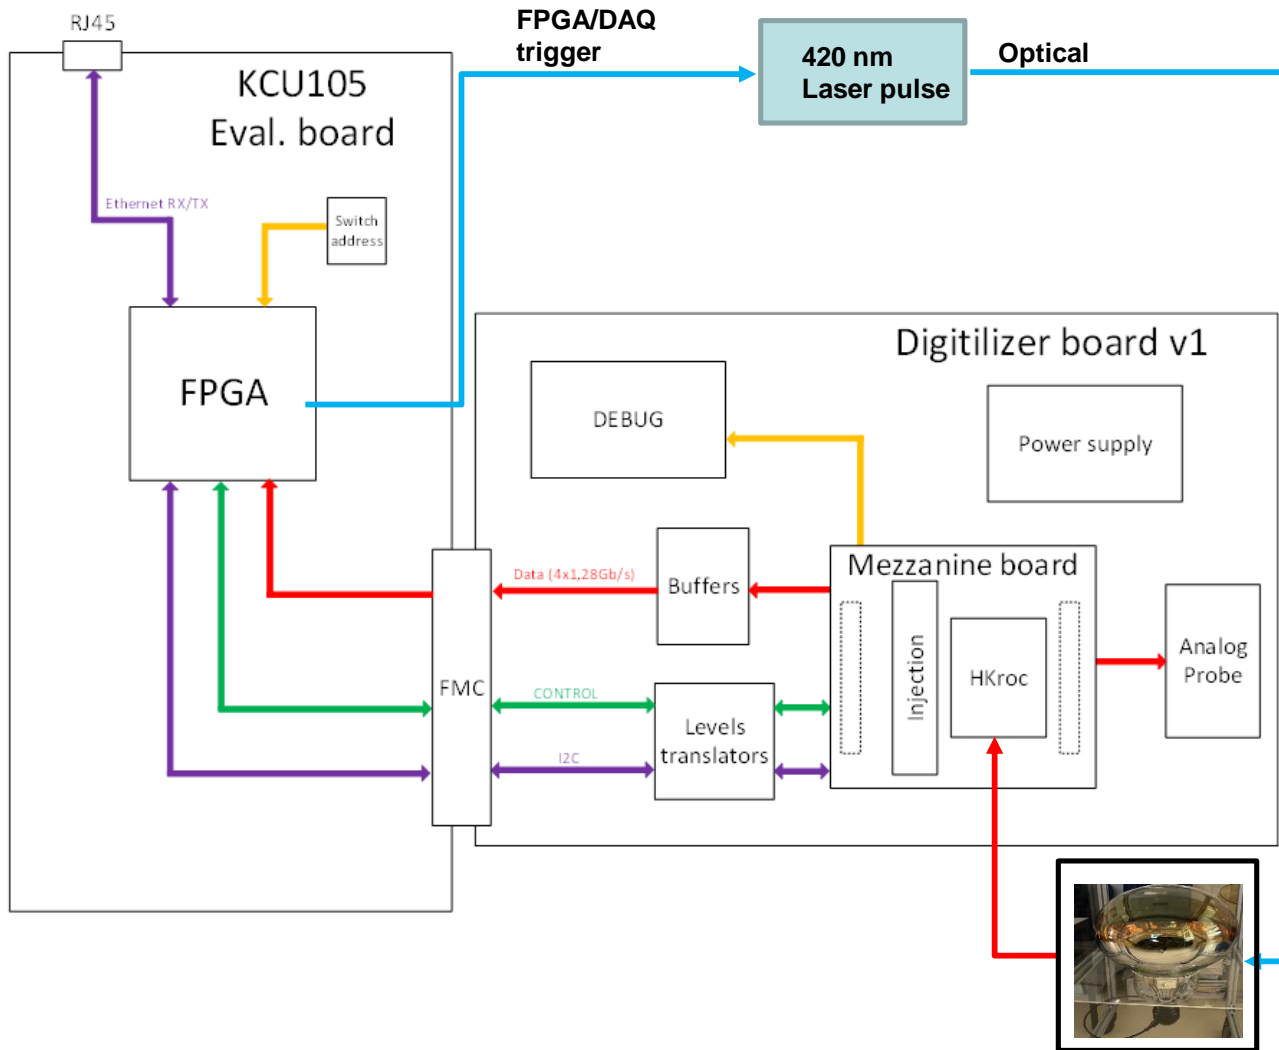 RJ45
FPGA/DAQ
trigger
420 nm
Laser pulse
Optical
KCU105
Eval. board
Ethernet RX/TX
Switch
address
FPGA
Digitilizer board v1
DEBUG
Power supply
Mezzanine board
Data (4x1,28Gb/s)
Buffers
Injection
HKroc
Analog
Probe
FMC
CONTROL
Levels
translators
I2C